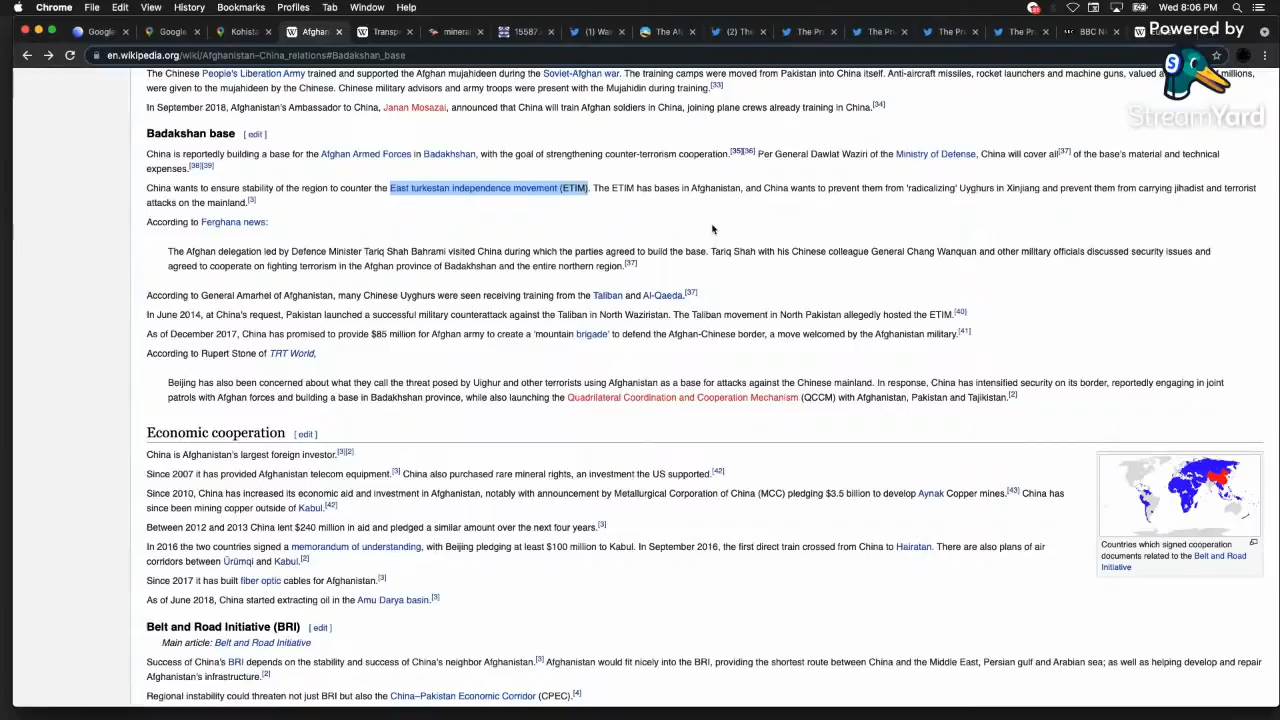 Chrome File Edit View History Bookmarks Profiles Tab Window Help Wed 8:06 PM
Google Google Kohista Afghan Transp mineral 15587 (1) Wa The Af (2) The The Pr The Pr The Pr The Pr BBC N
Powered by
en.wikipedia.org/wiki/Afghanistan–China_relations#Badakshan_base
StreamYard
The Chinese People's Liberation Army trained and supported the Afghan mujahideen during the Soviet-Afghan war. The training camps were moved from Pakistan into China itself. Anti-aircraft missiles, rocket launchers and machine guns, valued millions,
were given to the mujahideen by the Chinese. Chinese military advisors and army troops were present with the Mujahidin during training.[33]
In September 2018, Afghanistan's Ambassador to China, Janan Mosazai, announced that China will train Afghan soldiers in China, joining plane crews already training in China.[34]
Badakshan base [ edit ]
China is reportedly building a base for the Afghan Armed Forces in Badakhshan, with the goal of strengthening counter-terrorism cooperation.[35][36] Per General Dawlat Waziri of the Ministry of Defense, China will cover all[37] of the base's material and technical
expenses.[38][39]
China wants to ensure stability of the region to counter the East turkestan independence movement (ETIM). The ETIM has bases in Afghanistan, and China wants to prevent them from 'radicalizing' Uyghurs in Xinjiang and prevent them from carrying jihadist and terrorist
attacks on the mainland.[3]
According to Ferghana news:
The Afghan delegation led by Defence Minister Tariq Shah Bahrami visited China during which the parties agreed to build the base. Tariq Shah with his Chinese colleague General Chang Wanquan and other military officials discussed security issues and
agreed to cooperate on fighting terrorism in the Afghan province of Badakhshan and the entire northern region.[37]
According to General Amarhel of Afghanistan, many Chinese Uyghurs were seen receiving training from the Taliban and Al-Qaeda.[37]
In June 2014, at China's request, Pakistan launched a successful military counterattack against the Taliban in North Waziristan. The Taliban movement in North Pakistan allegedly hosted the ETIM.[40]
As of December 2017, China has promised to provide $85 million for Afghan army to create a 'mountain brigade' to defend the Afghan-Chinese border, a move welcomed by the Afghanistan military.[41]
According to Rupert Stone of TRT World,
Beijing has also been concerned about what they call the threat posed by Uighur and other terrorists using Afghanistan as a base for attacks against the Chinese mainland. In response, China has intensified security on its border, reportedly engaging in joint
patrols with Afghan forces and building a base in Badakhshan province, while also launching the Quadrilateral Coordination and Cooperation Mechanism (QCCM) with Afghanistan, Pakistan and Tajikistan.[2]
Economic cooperation [ edit ]
China is Afghanistan's largest foreign investor.[3][2]
Since 2007 it has provided Afghanistan telecom equipment.[3] China also purchased rare mineral rights, an investment the US supported.[42]
Since 2010, China has increased its economic aid and investment in Afghanistan, notably with announcement by Metallurgical Corporation of China (MCC) pledging $3.5 billion to develop Aynak Copper mines.[43] China has
since been mining copper outside of Kabul.[42]
Between 2012 and 2013 China lent $240 million in aid and pledged a similar amount over the next four years.[3]
In 2016 the two countries signed a memorandum of understanding, with Beijing pledging at least $100 million to Kabul. In September 2016, the first direct train crossed from China to Hairatan. There are also plans of air
corridors between Ürümqi and Kabul.[2]
Since 2017 it has built fiber optic cables for Afghanistan.[3]
As of June 2018, China started extracting oil in the Amu Darya basin.[3]
Countries which signed cooperation
documents related to the Belt and Road
Initiative
Belt and Road Initiative (BRI) [ edit ]
Main article: Belt and Road Initiative
Success of China's BRI depends on the stability and success of China's neighbor Afghanistan.[3] Afghanistan would fit nicely into the BRI, providing the shortest route between China and the Middle East, Persian gulf and Arabian sea; as well as helping develop and repair
Afghanistan's infrastructure.[2]
Regional instability could threaten not just BRI but also the China–Pakistan Economic Corridor (CPEC).[4]